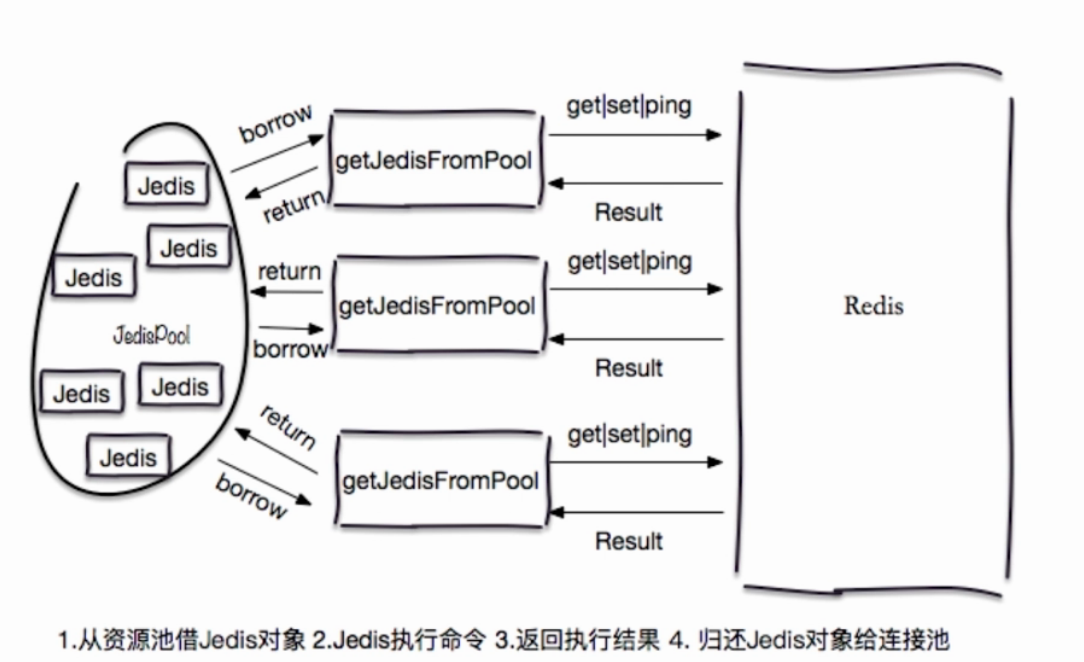 borrow
return
getJedisFromPool
get|set|ping
Result
Jedis
Jedis
Jedis
JedisPool
Jedis
Jedis
Jedis
return
borrow
getJedisFromPool
get|set|ping
Result
Redis
return
borrow
getJedisFromPool
get|set|ping
Result
1.从资源池借Jedis对象 2.Jedis执行命令 3.返回执行结果 4. 归还Jedis对象给连接池